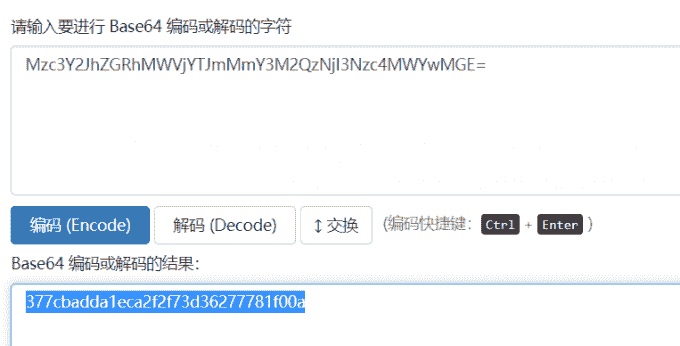 请输入要进行 Base64 编码或解码的字符
Mzc3Y2JhZGRhMWVjYTJmMmY3M2QzNjI3Nzc4MWYwMGE=
编码 (Encode) 解码 (Decode) ↕ 交换 (编码快捷键: Ctrl + Enter )
Base64 编码或解码的结果:
377cbadda1eca2f2f73d36277781f00a